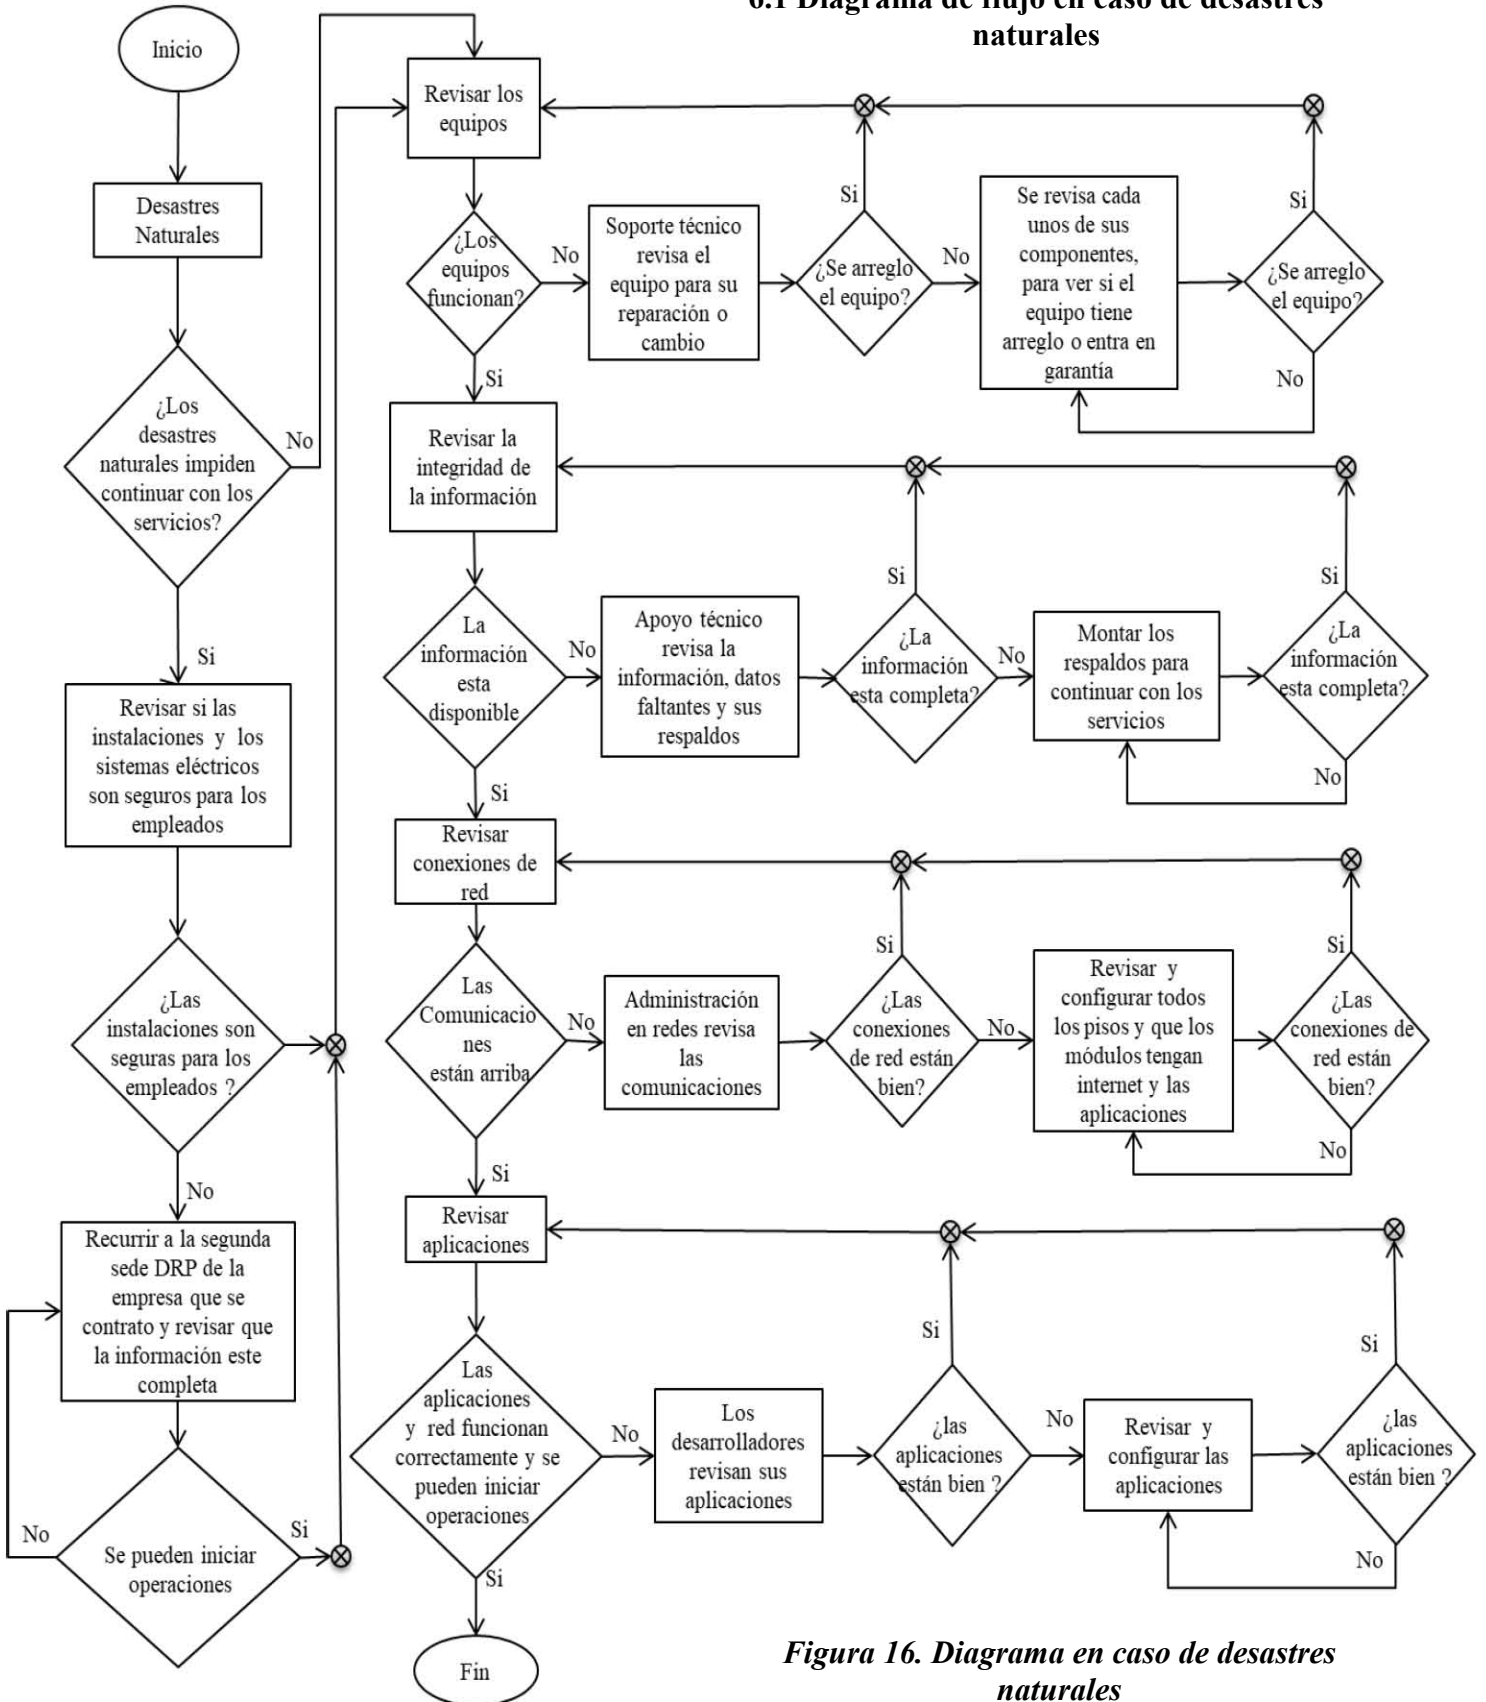 6.1 Diagrama de flujo en caso de desastres
naturales
Inicio
Desastres
Naturales
¿Los
desastres
naturales impiden
continuar con los
servicios?
No
Si
Revisar si las
instalaciones y los
sistemas eléctricos
son seguros para los
empleados
¿Las
instalaciones son
seguras para los
empleados ?
No
Recurrir a la segunda
sede DRP de la
empresa que se
contrato y revisar que
la información este
completa
Se pueden iniciar
operaciones
No
Si
Revisar los
equipos
¿Los
equipos
funcionan?
No
Soporte técnico
revisa el
equipo para su
reparación o
cambio
¿Se arreglo
el equipo?
Si
No
Se revisa cada
unos de sus
componentes,
para ver si el
equipo tiene
arreglo o entra en
garantía
¿Se arreglo
el equipo?
Si
No
Si
Revisar la
integridad de
la información
La
información
esta
disponible
No
Apoyo técnico
revisa la
información, datos
faltantes y sus
respaldos
¿La
información
esta completa?
Si
No
Montar los
respaldos para
continuar con los
servicios
¿La
información
esta completa?
Si
No
Si
Revisar
conexiones de
red
Las
Comunicacio
nes
están arriba
No
Administración
en redes revisa
las
comunicaciones
¿Las
conexiones
de red están
bien?
Si
No
Revisar y
configurar todos
los pisos y que los
módulos tengan
internet y las
aplicaciones
¿Las
conexiones de
red están
bien?
Si
No
Si
Revisar
aplicaciones
Las
aplicaciones
y red funcionan
correctamente y se
pueden iniciar
operaciones
No
Los
desarrolladores
revisan sus
aplicaciones
¿las
aplicaciones
están bien ?
Si
No
Revisar y
configurar las
aplicaciones
¿las
aplicaciones
están bien ?
Si
No
Si
Fin
Figura 16. Diagrama en caso de desastres
naturales